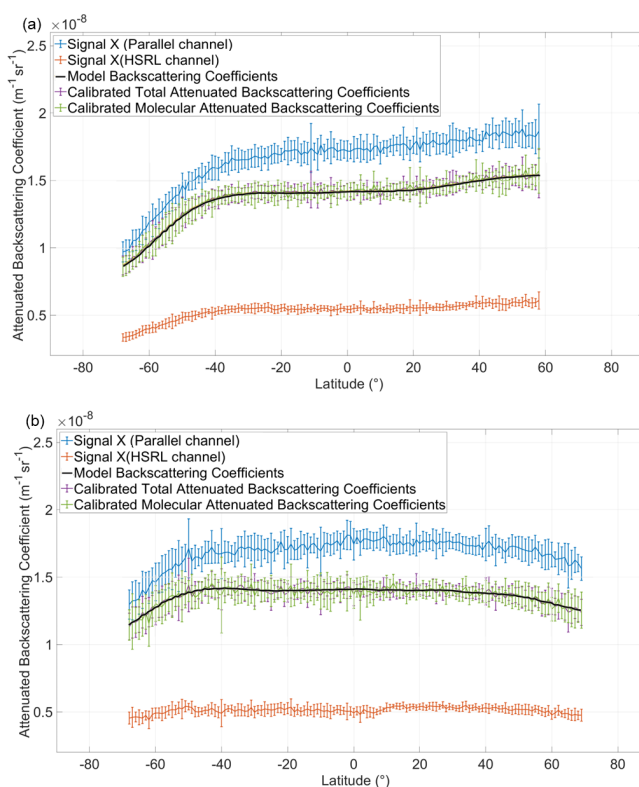 (a)
×10⁻⁸
2.5
2
1.5
1
0.5
Attenuated Backscattering Coefficient (m⁻¹ sr⁻¹)
Signal X (Parallel channel)
Signal X(HSRL channel)
Model Backscattering Coefficients
Calibrated Total Attenuated Backscattering Coefficients
Calibrated Molecular Attenuated Backscattering Coefficients
-80 -60 -40 -20 0 20 40 60 80
Latitude (°)
(b)
×10⁻⁸
2.5
2
1.5
1
0.5
Attenuated Backscattering Coefficient (m⁻¹ sr⁻¹)
Signal X (Parallel channel)
Signal X(HSRL channel)
Model Backscattering Coefficients
Calibrated Total Attenuated Backscattering Coefficients
Calibrated Molecular Attenuated Backscattering Coefficients
-80 -60 -40 -20 0 20 40 60 80
Latitude (°)